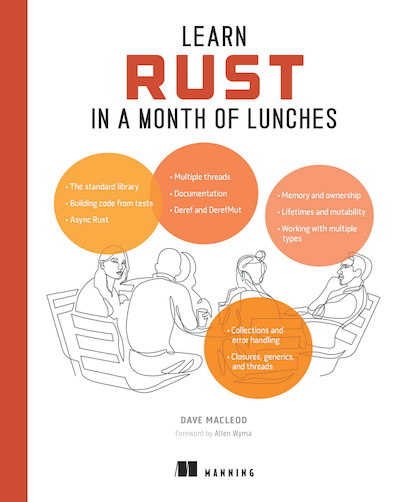 LEARN
RUST
IN A MONTH OF LUNCHES
• The standard library
• Building code from tests
• Async Rust
• Multiple threads
• Documentation
• Deref and DerefMut
• Memory and ownership
• Lifetimes and mutability
• Working with multiple
types
• Collections and
error handling
• Closures, generics,
and threads
DAVE MACLEOD
Foreword by Allen Wyma
MANNING